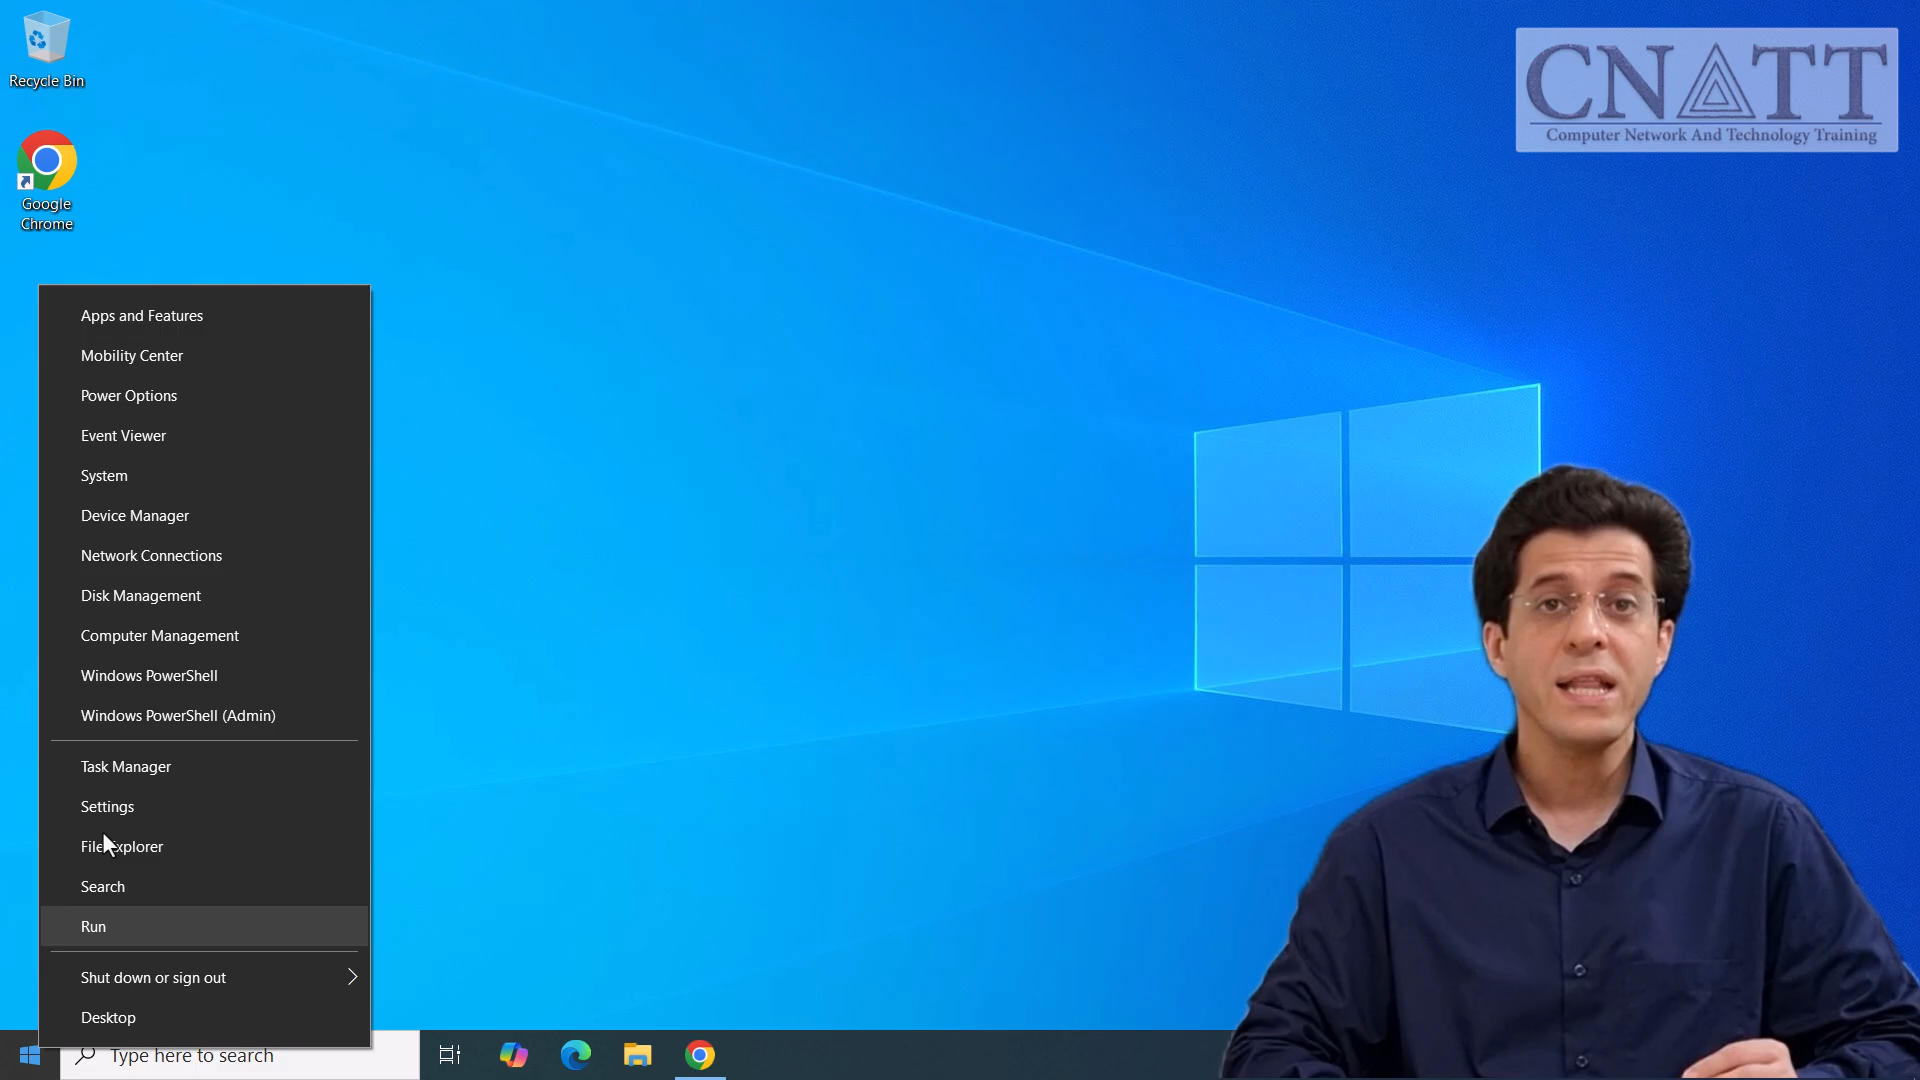 Recycle Bin
Google
Chrome
CNATT
Computer Network And Technology Training
Apps and Features
Mobility Center
Power Options
Event Viewer
System
Device Manager
Network Connections
Disk Management
Computer Management
Windows PowerShell
Windows PowerShell (Admin)
Task Manager
Settings
File Explorer
Search
Run
Shut down or sign out
Desktop
Type here to search